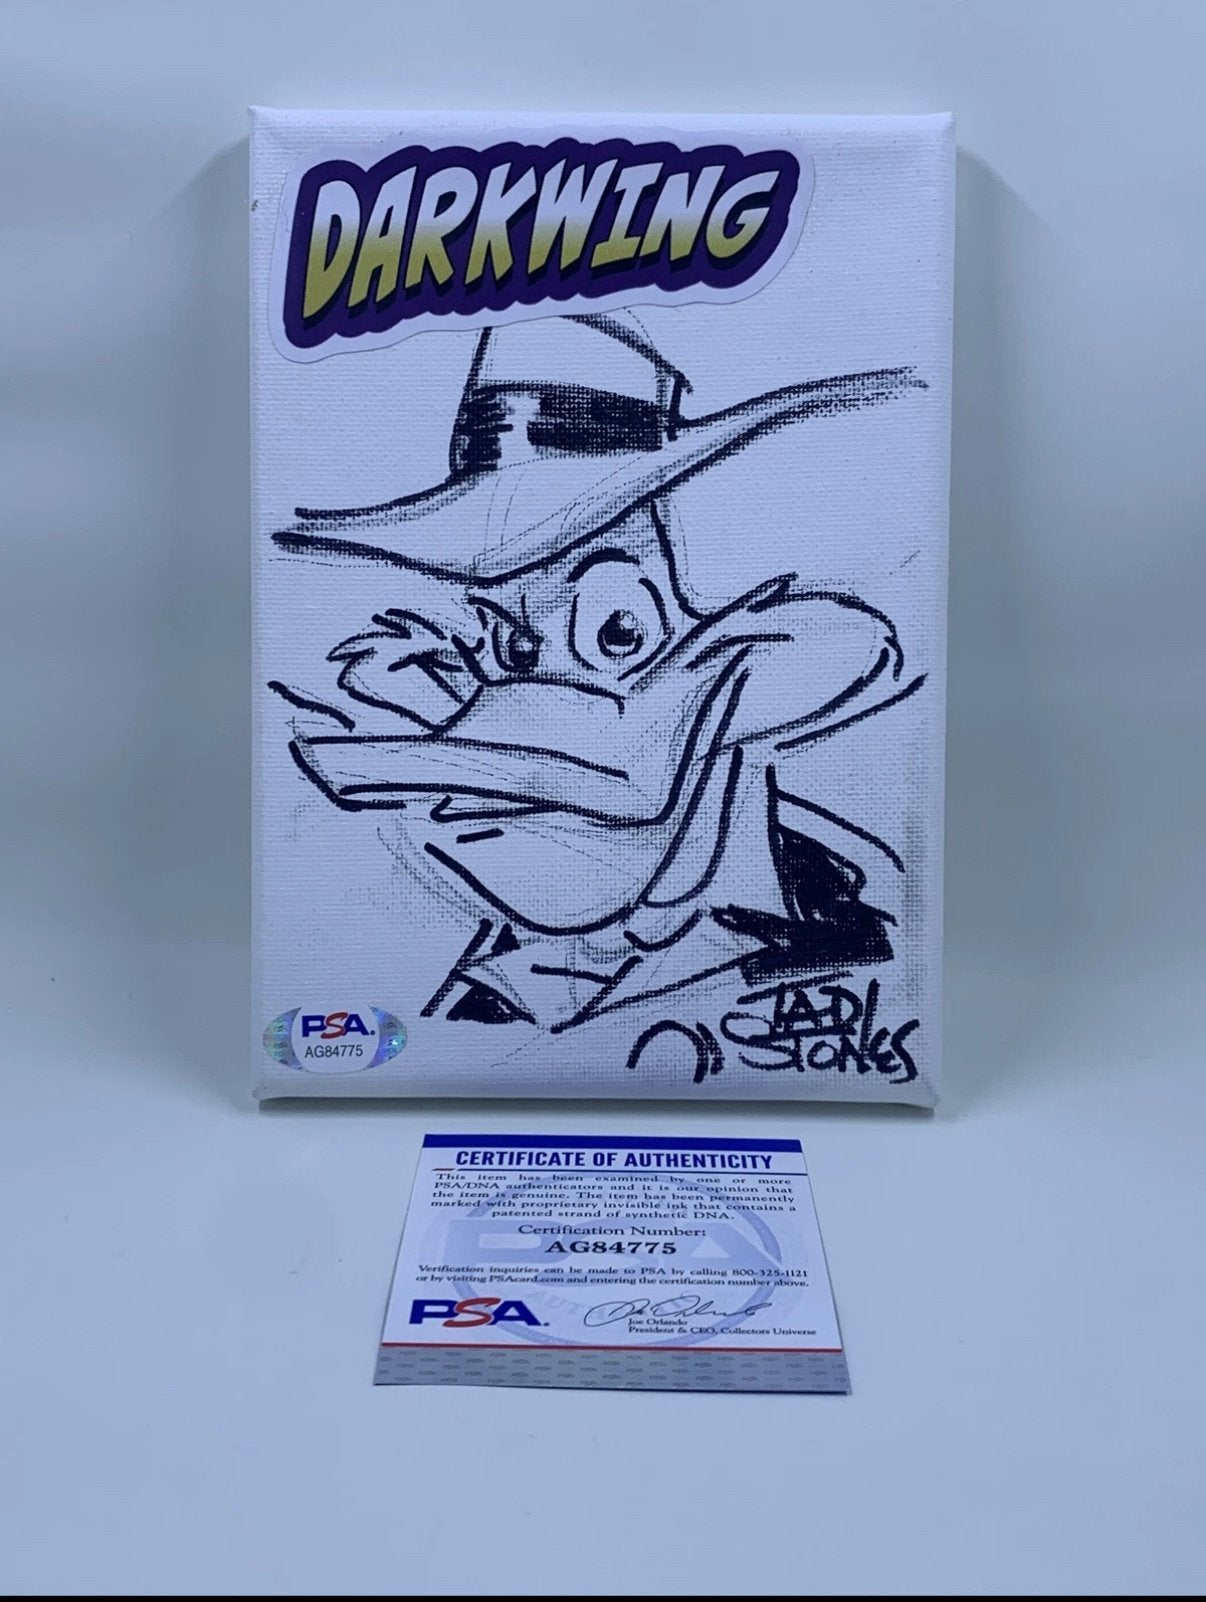 DARKWING
PSA.
AG84775
TAD
STONES
CERTIFICATE OF AUTHENTICITY
This item has been examined by one or more
PSA/DNA authenticators and it is our opinion that
the item is genuine. The item has been permanently
marked with proprietary invisible ink that contains a
patented strand of synthetic DNA.
Certification Number:
AG84775
Verification inquiries can be made to PSA by calling 800-325-1121
or by visiting PSAcard.com and entering the certification number above.
PSA.
Joe Orlando
President & CEO, Collectors Universe